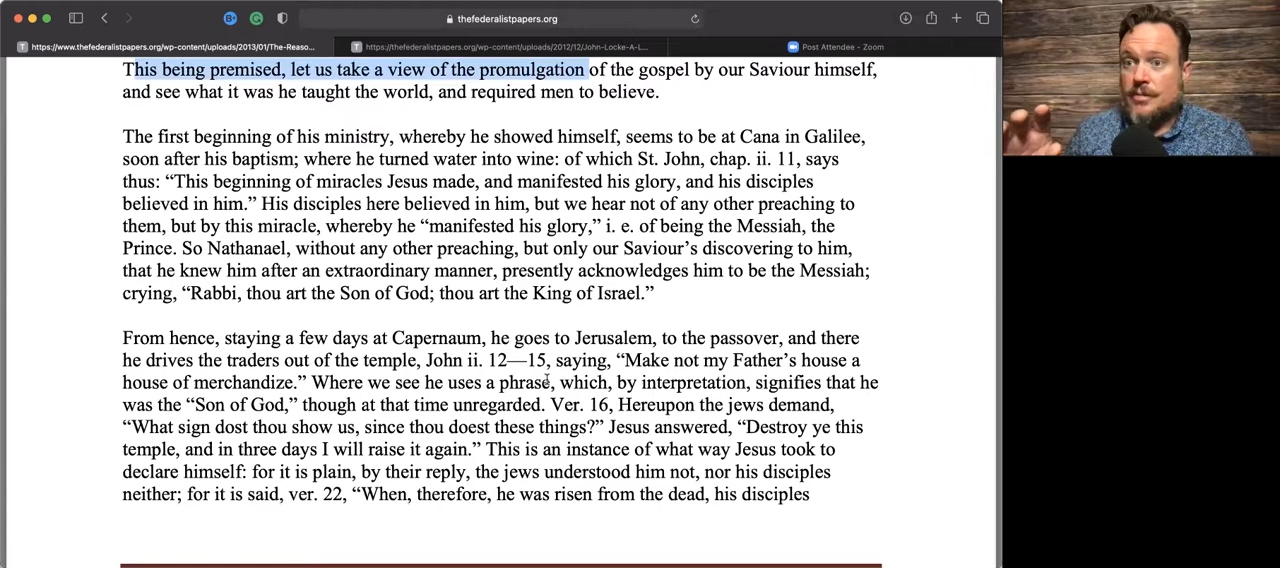 thefederalistpapers.org
https://www.thefederalistpapers.org/wp-content/uploads/2013/01/The-Reaso...
https://thefederalistpapers.org/wp-content/uploads/2012/12/John-Locke-A-L...
Post Attendee - Zoom
This being premised, let us take a view of the promulgation of the gospel by our Saviour himself,
and see what it was he taught the world, and required men to believe.
The first beginning of his ministry, whereby he showed himself, seems to be at Cana in Galilee,
soon after his baptism; where he turned water into wine: of which St. John, chap. ii. 11, says
thus: “This beginning of miracles Jesus made, and manifested his glory, and his disciples
believed in him.” His disciples here believed in him, but we hear not of any other preaching to
them, but by this miracle, whereby he “manifested his glory,” i. e. of being the Messiah, the
Prince. So Nathanael, without any other preaching, but only our Saviour’s discovering to him,
that he knew him after an extraordinary manner, presently acknowledges him to be the Messiah;
crying, “Rabbi, thou art the Son of God; thou art the King of Israel.”
From hence, staying a few days at Capernaum, he goes to Jerusalem, to the passover, and there
he drives the traders out of the temple, John ii. 12—15, saying, “Make not my Father’s house a
house of merchandize.” Where we see he uses a phrase, which, by interpretation, signifies that he
was the “Son of God,” though at that time unregarded. Ver. 16, Hereupon the jews demand,
“What sign dost thou show us, since thou doest these things?” Jesus answered, “Destroy ye this
temple, and in three days I will raise it again.” This is an instance of what way Jesus took to
declare himself: for it is plain, by their reply, the jews understood him not, nor his disciples
neither; for it is said, ver. 22, “When, therefore, he was risen from the dead, his disciples